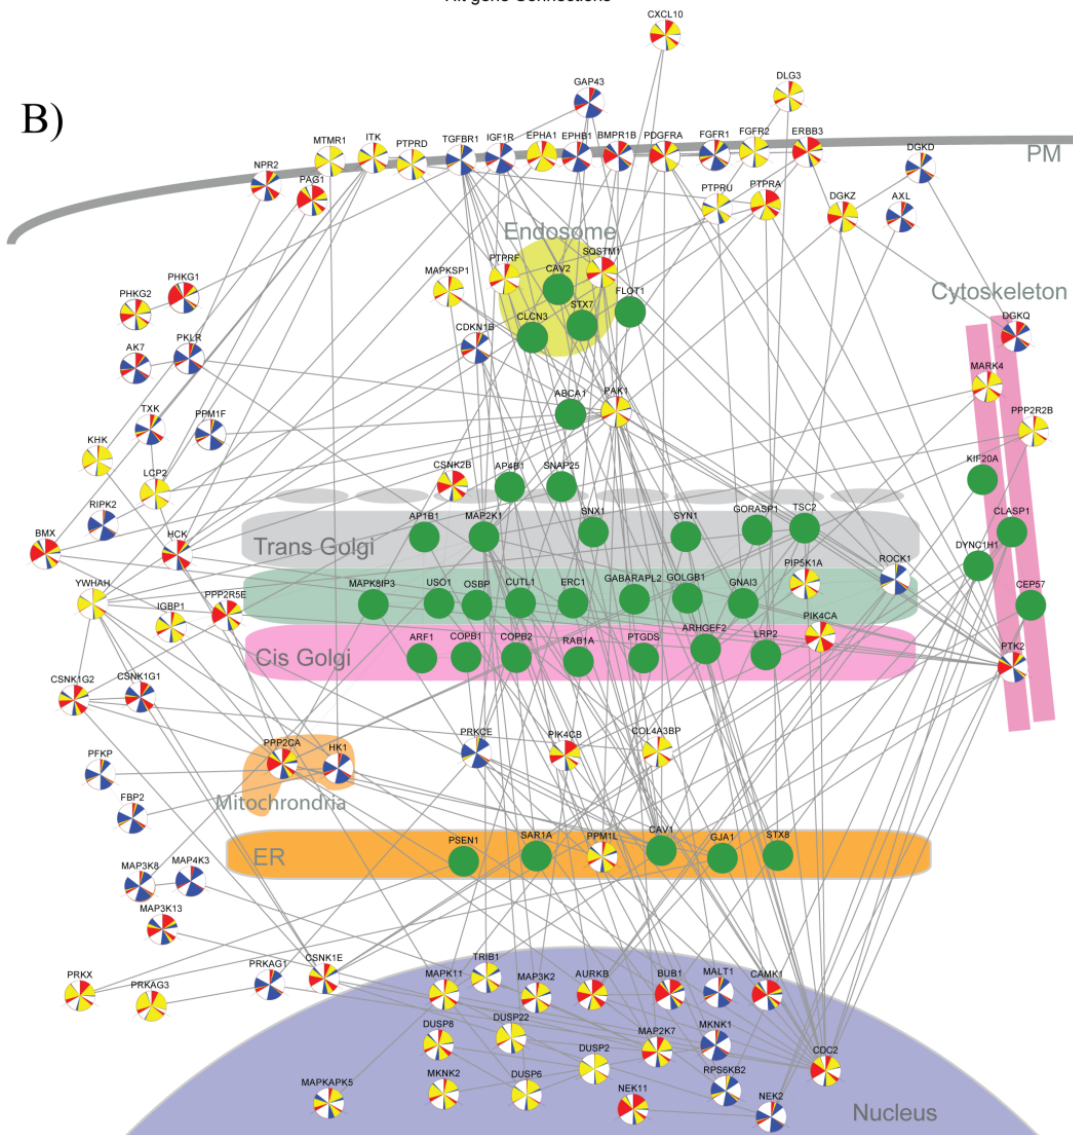 CXCL10
DLG3
GAP43
B)
MTMR1
ITK
PTPRD
TGFBR1
IGF1R
EPHA1
EPHB1
BMPR1B
PDGFRA
FGFR1
FGFR2
ERBB3
DGKD
PM
NPR2
PAG1
PTPRU
PTPRA
DGKZ
AXL
Endosome
MAPKSP1
PTPRF
CAV2
SQSTM1
PHKG1
PHKG2
CLCN3
STX7
FLOT1
Cytoskeleton
DGKQ
AK7
PKLR
CDKN1B
MARK4
ABCA1
PAK1
TXK
PPM1F
PPP2R2B
KHK
LCP2
CSNK2B
AP4B1
SNAP25
KIF20A
RIPK2
BMX
HCK
Trans Golgi
AP1B1
MAP2K1
SNX1
SYN1
GORASP1
TSC2
CLASP1
DYNC1H1
YWHAH
IGBP1
PPP2R5E
MAPK8IP3
USO1
OSBP
CUTL1
ERC1
GABARAPL2
GOLGB1
GNAI3
PIP5K1A
ROCK1
CEP57
Cis Golgi
ARF1
COPB1
COPB2
RAB1A
PTGDS
ARHGEF2
LRP2
PIK4CA
PTK2
CSNK1G2
CSNK1G1
PFKP
PPP2CA
HK1
PRKCE
PIK4CB
COL4A3BP
Mitochrondria
FBP2
ER
PSEN1
SAR1A
PPM1L
CAV1
GJA1
STX8
MAP3K8
MAP4K3
MAP3K13
PRKX
PRKAG3
PRKAG1
CSNK1E
MAPK11
TRIB1
MAP3K2
AURKB
BUB1
MALT1
CAMK1
DUSP8
DUSP22
DUSP2
MAP2K7
MKNK1
CDC2
MAPKAPK5
MKNK2
DUSP6
NEK11
RPS6KB2
NEK2
Nucleus